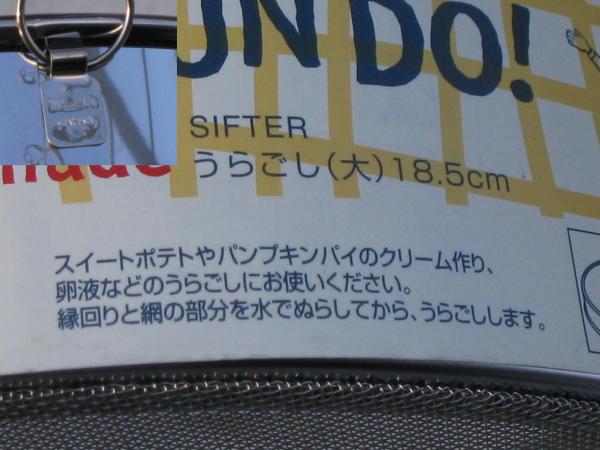 UN DO!
made
SIFTER
うらごし(大)18.5cm
スイートポテトやパンプキンパイのクリーム作り、
卵液などのうらごしにお使いください。
縁回りと網の部分を水でぬらしてから、うらごしします。